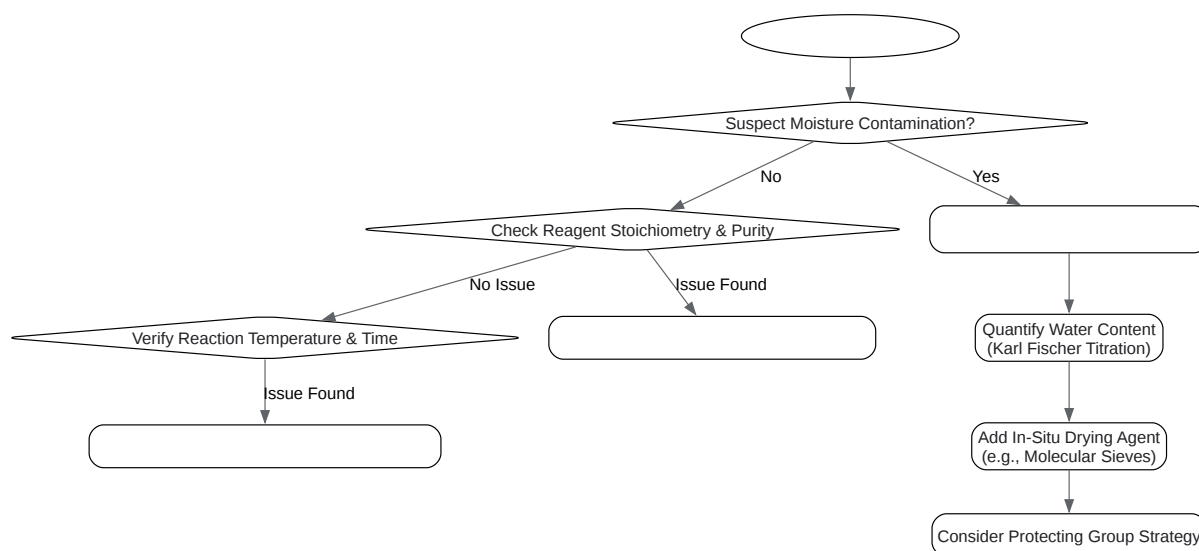 Suspect Moisture Contamination?
No
Yes
Check Reagent Stoichiometry & Purity
No Issue
Issue Found
Verify Reaction Temperature & Time
Quantify Water Content
(Karl Fischer Titration)
Issue Found
Add In-Situ Drying Agent
(e.g., Molecular Sieves)
Consider Protecting Group Strategy